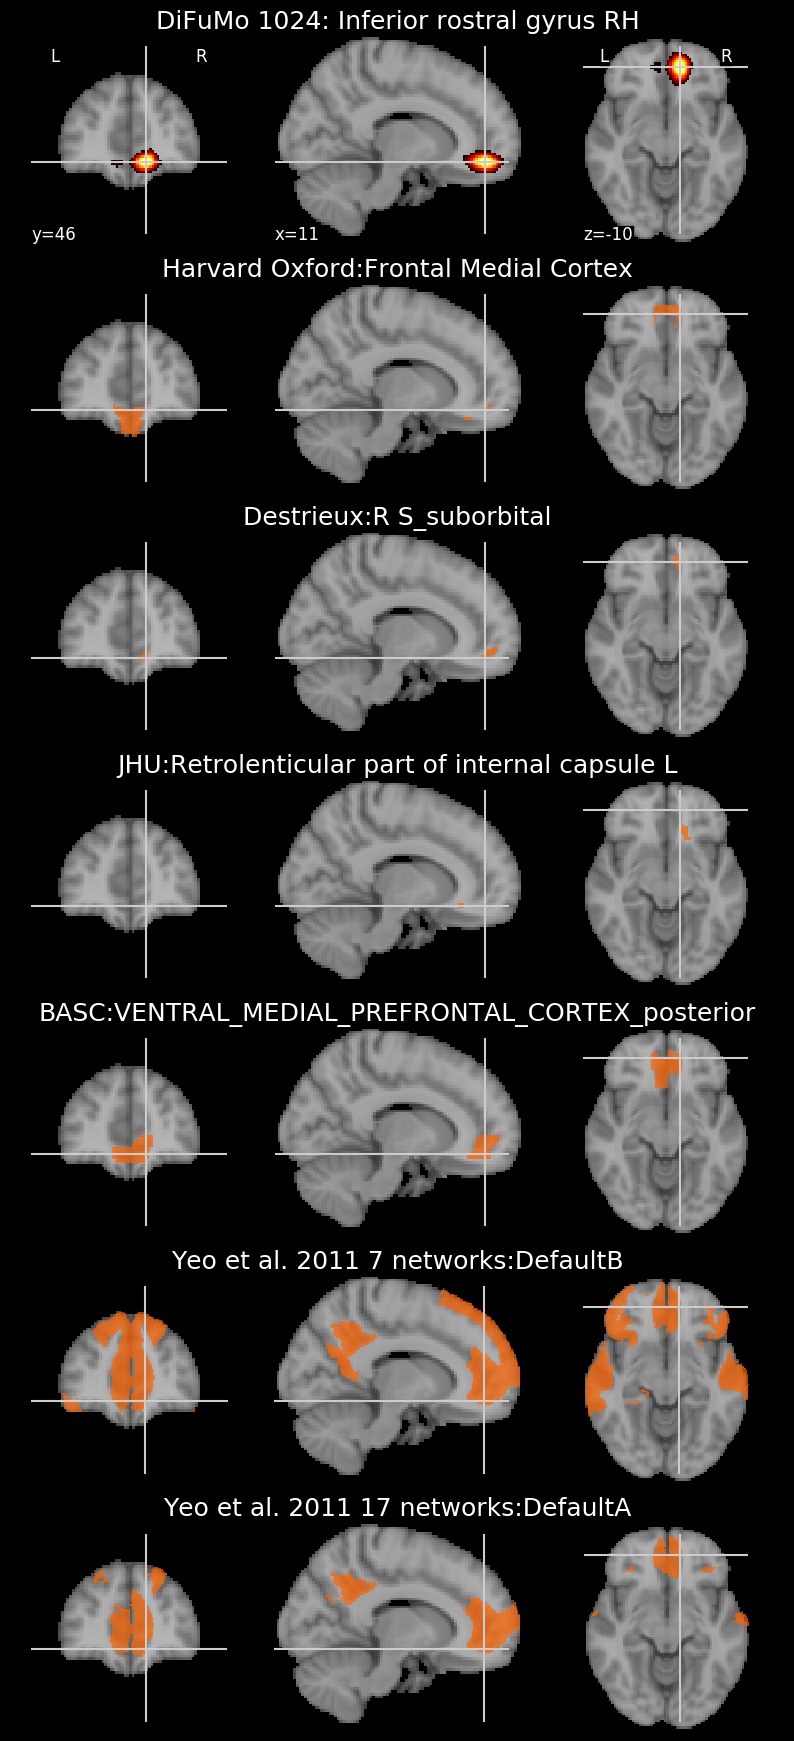 DiFuMo 1024: Inferior rostral gyrus RH
L R L R
y=46 x=11 z=-10
Harvard Oxford:Frontal Medial Cortex
Destrieux:R S_suborbital
JHU:Retrolenticular part of internal capsule L
BASC:VENTRAL_MEDIAL_PREFRONTAL_CORTEX_posterior
Yeo et al. 2011 7 networks:DefaultB
Yeo et al. 2011 17 networks:DefaultA